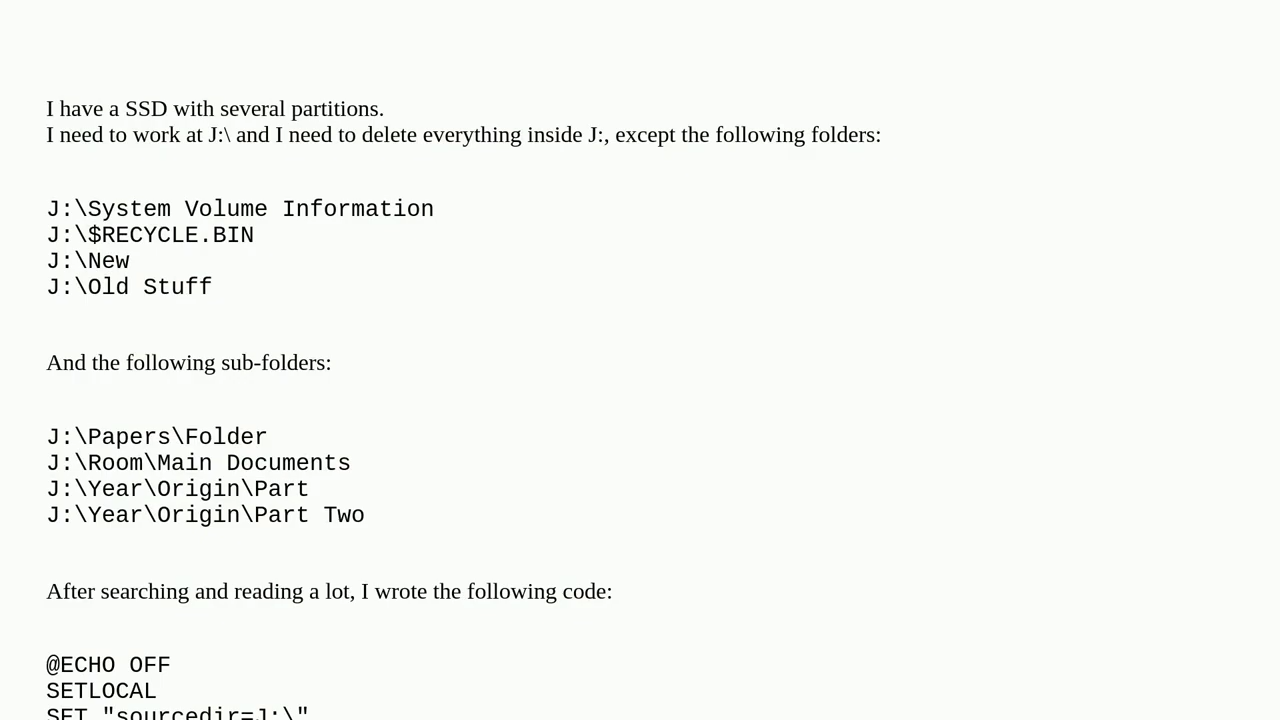 I have a SSD with several partitions.
I need to work at J:\ and I need to delete everything inside J:, except the following folders:
J:\System Volume Information
J:\$RECYCLE.BIN
J:\New
J:\Old Stuff
And the following sub-folders:
J:\Papers\Folder
J:\Room\Main Documents
J:\Year\Origin\Part
J:\Year\Origin\Part Two
After searching and reading a lot, I wrote the following code:
@ECHO OFF
SETLOCAL
SET "sourcedir=J:\"